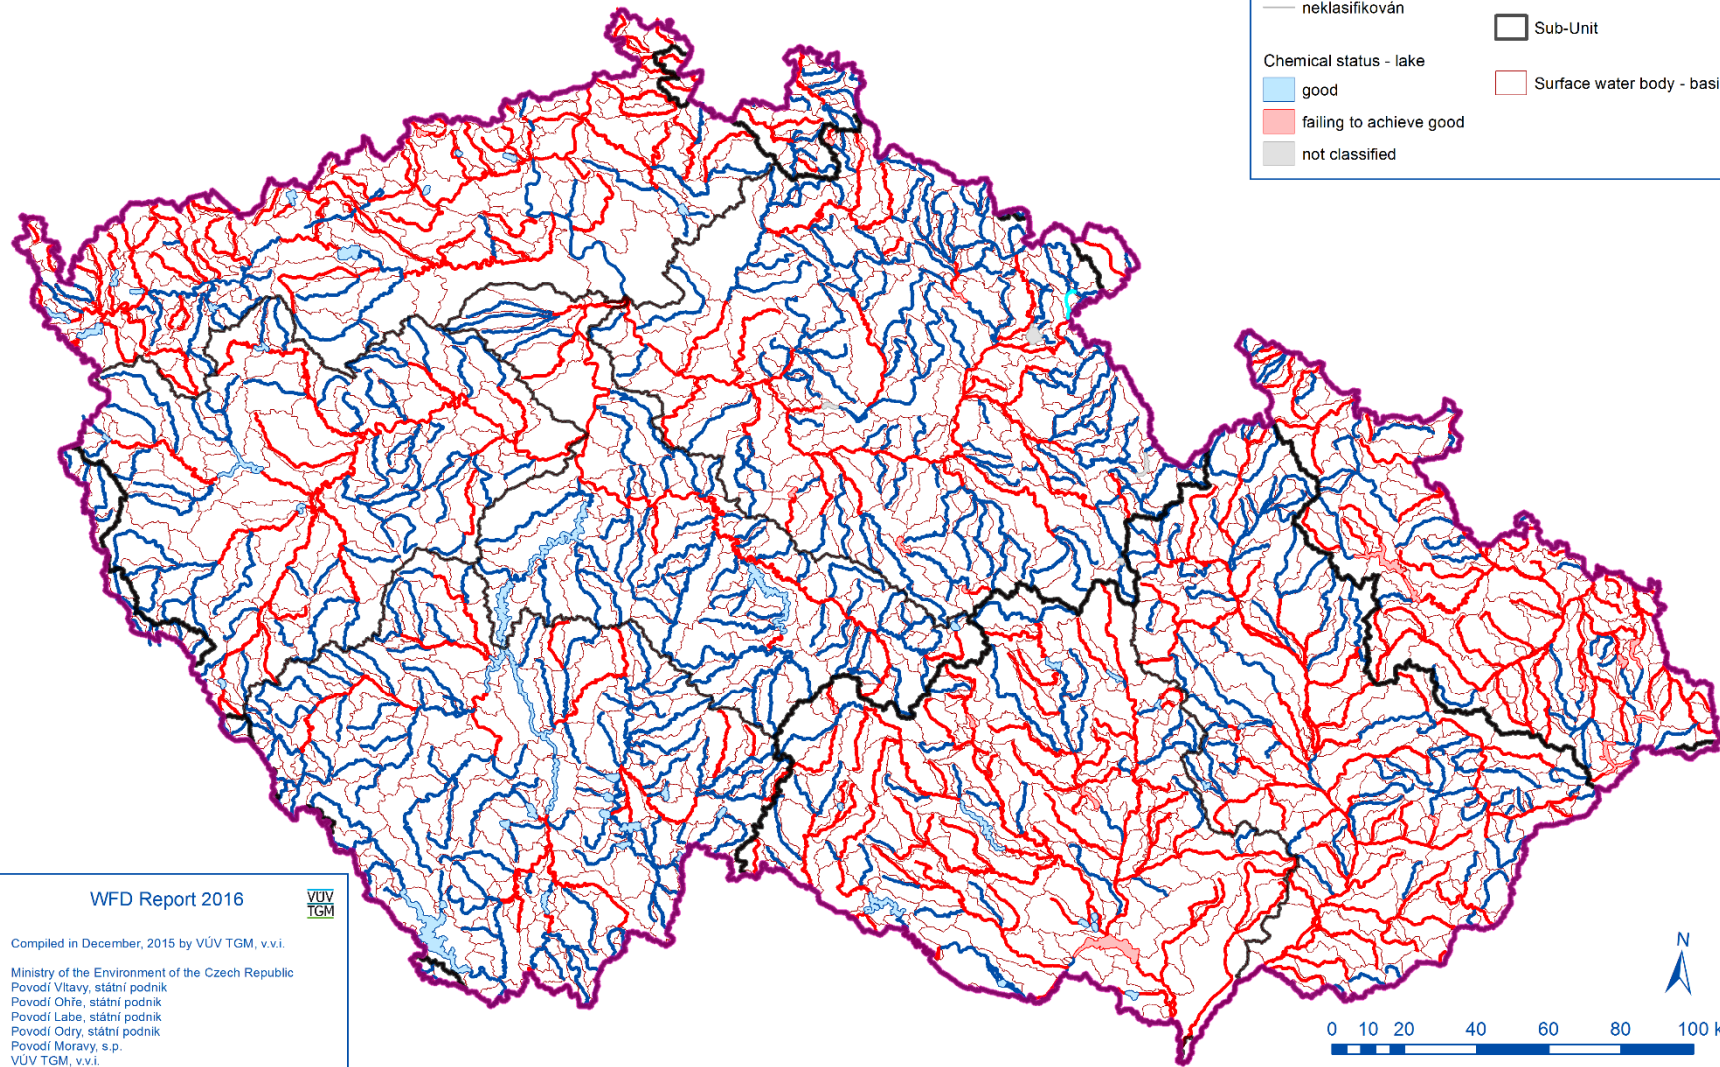 neklasifikován
Sub-Unit
Chemical status - lake
good
Surface water body - basi
failing to achieve good
not classified
WFD Report 2016
VÚV
TGM
Compiled in December, 2015 by VÚV TGM, v.v.i.
Ministry of the Environment of the Czech Republic
Povodí Vltavy, státní podnik
Povodí Ohře, státní podnik
Povodí Labe, státní podnik
Povodí Odry, státní podnik
Povodí Moravy, s.p.
VÚV TGM, v.v.i.
N
0 10 20 40 60 80 100 k